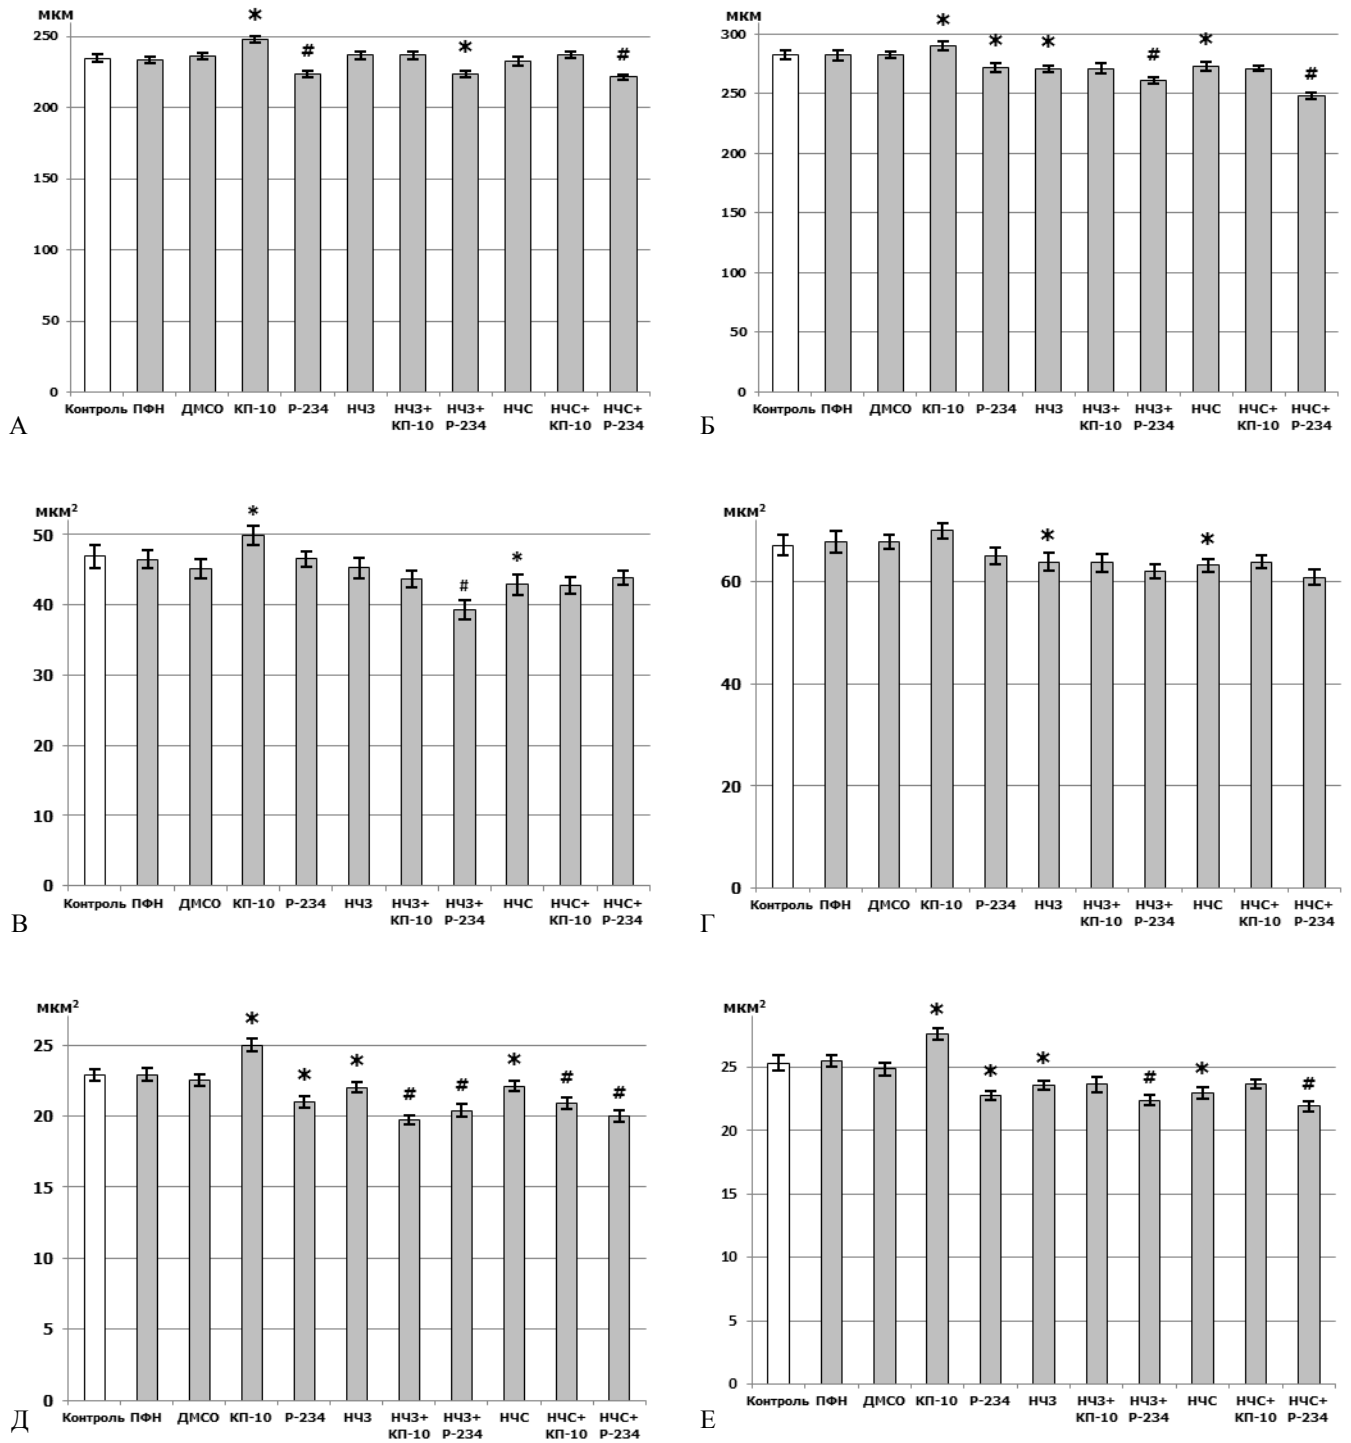 мкм
*
#
*
#
250
200
150
100
50
0
Контроль ПФН ДМСО КП-10 Р-234 НЧЗ НЧЗ+ НЧЗ+ НЧС НЧС+ НЧС+
КП-10 Р-234 КП-10 Р-234
А
мкм
*
* * # * #
300
250
200
150
100
50
0
Контроль ПФН ДМСО КП-10 Р-234 НЧЗ НЧЗ+ НЧЗ+ НЧС НЧС+ НЧС+
КП-10 Р-234 КП-10 Р-234
Б
мкм²
*
# *
50
40
30
20
10
0
Контроль ПФН ДМСО КП-10 Р-234 НЧЗ НЧЗ+ НЧЗ+ НЧС НЧС+ НЧС+
КП-10 Р-234 КП-10 Р-234
В
мкм²
* *
60
40
20
0
Контроль ПФН ДМСО КП-10 Р-234 НЧЗ НЧЗ+ НЧЗ+ НЧС НЧС+ НЧС+
КП-10 Р-234 КП-10 Р-234
Г
мкм²
*
* * # # * # #
25
20
15
10
5
0
Контроль ПФН ДМСО КП-10 Р-234 НЧЗ НЧЗ+ НЧЗ+ НЧС НЧС+ НЧС+
КП-10 Р-234 КП-10 Р-234
Д
мкм²
*
* * # * #
25
20
15
10
5
0
Контроль ПФН ДМСО КП-10 Р-234 НЧЗ НЧЗ+ НЧЗ+ НЧС НЧС+ НЧС+
КП-10 Р-234 КП-10 Р-234
Е